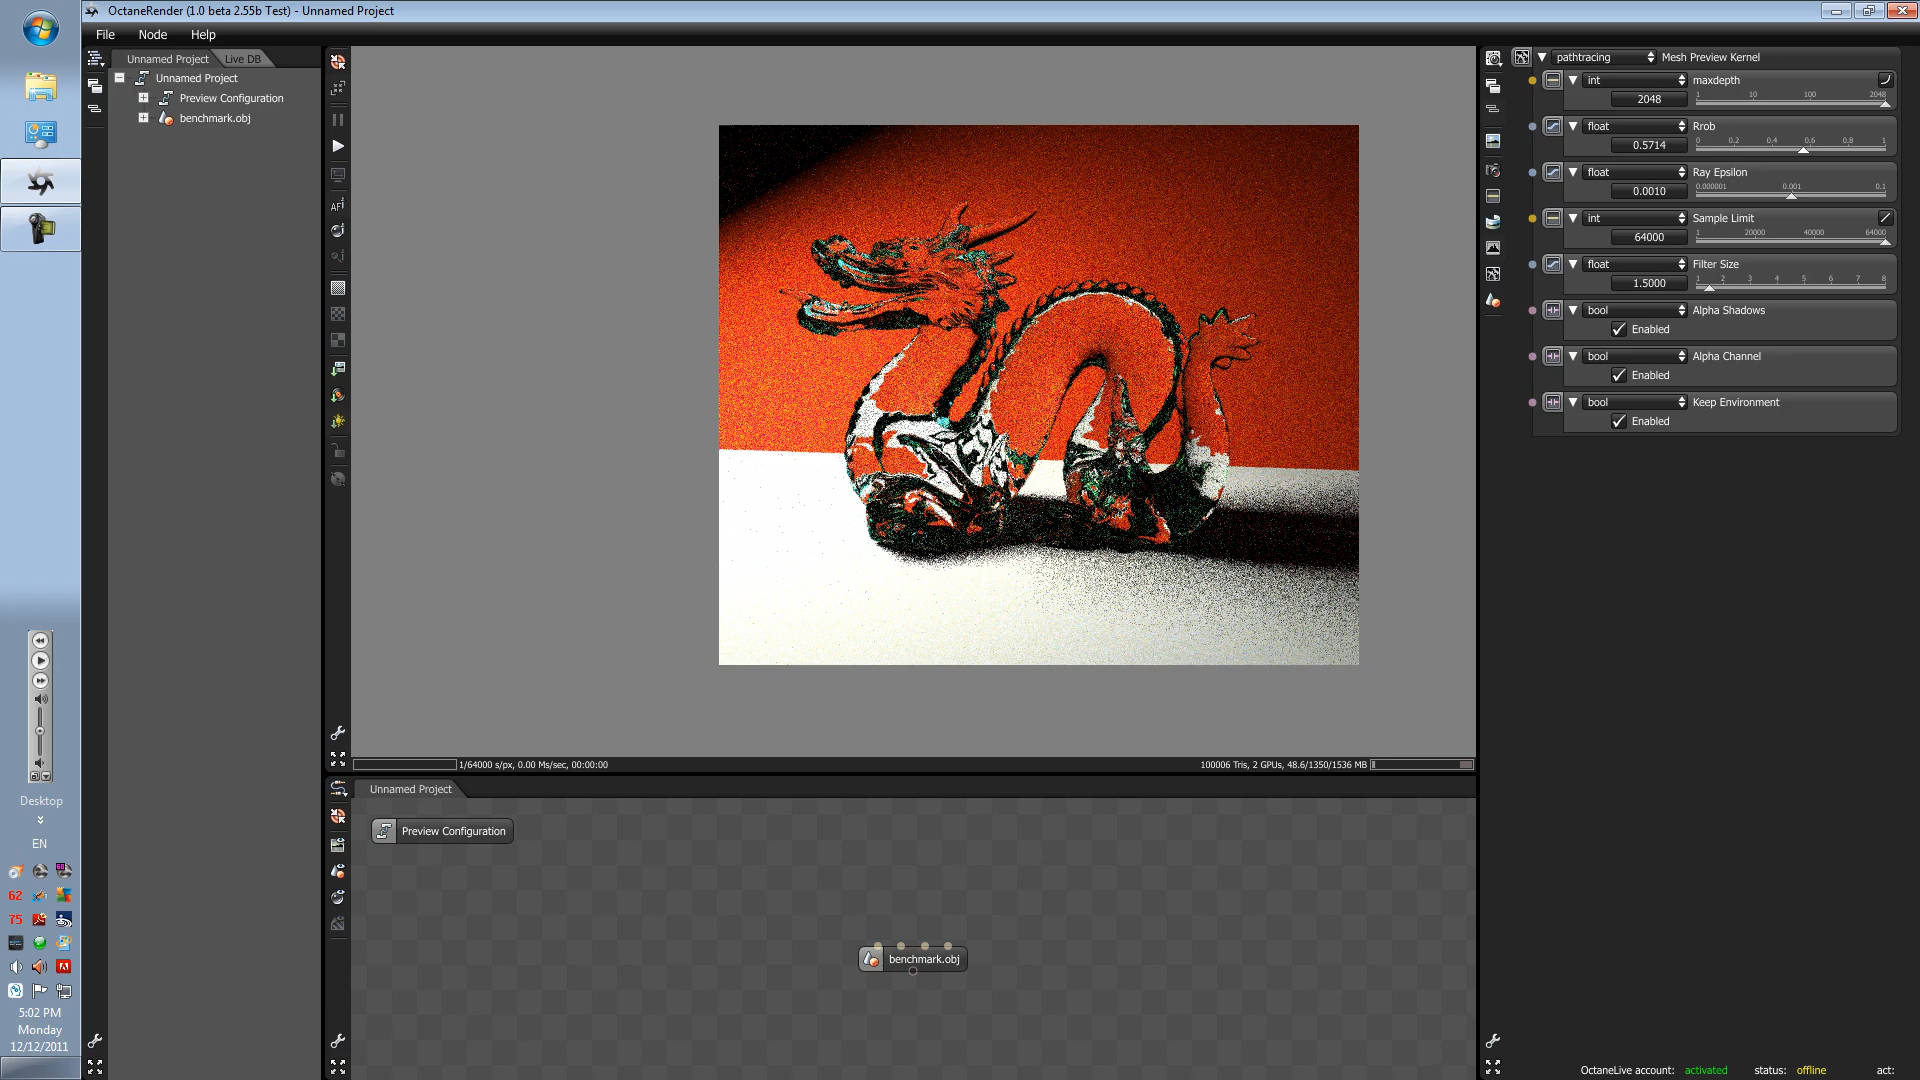 OctaneRender (1.0 beta 2.55b Test) - Unnamed Project
File Node Help
Unnamed Project Live DB
Unnamed Project
Preview Configuration
benchmark.obj
AF
1/64000 s/px, 0.00 Ms/sec, 00:00:00
100006 Tris, 2 GPUs, 48.6/1350/1536 MB
Unnamed Project
Preview Configuration
benchmark.obj
pathtracing Mesh Preview Kernel
int maxdepth
2048 1 10 100 2048
float Rrob
0.5714 0 0.2 0.4 0.6 0.8 1
float Ray Epsilon
0.0010 0.000001 0.001 0.1
int Sample Limit
64000 1 20000 40000 64000
float Filter Size
1.5000 1 2 3 4 5 6 7 8
bool Alpha Shadows
Enabled
bool Alpha Channel
Enabled
bool Keep Environment
Enabled
OctaneLive account: activated status: offline act:
Desktop
EN
62
75
5:02 PM
Monday
12/12/2011